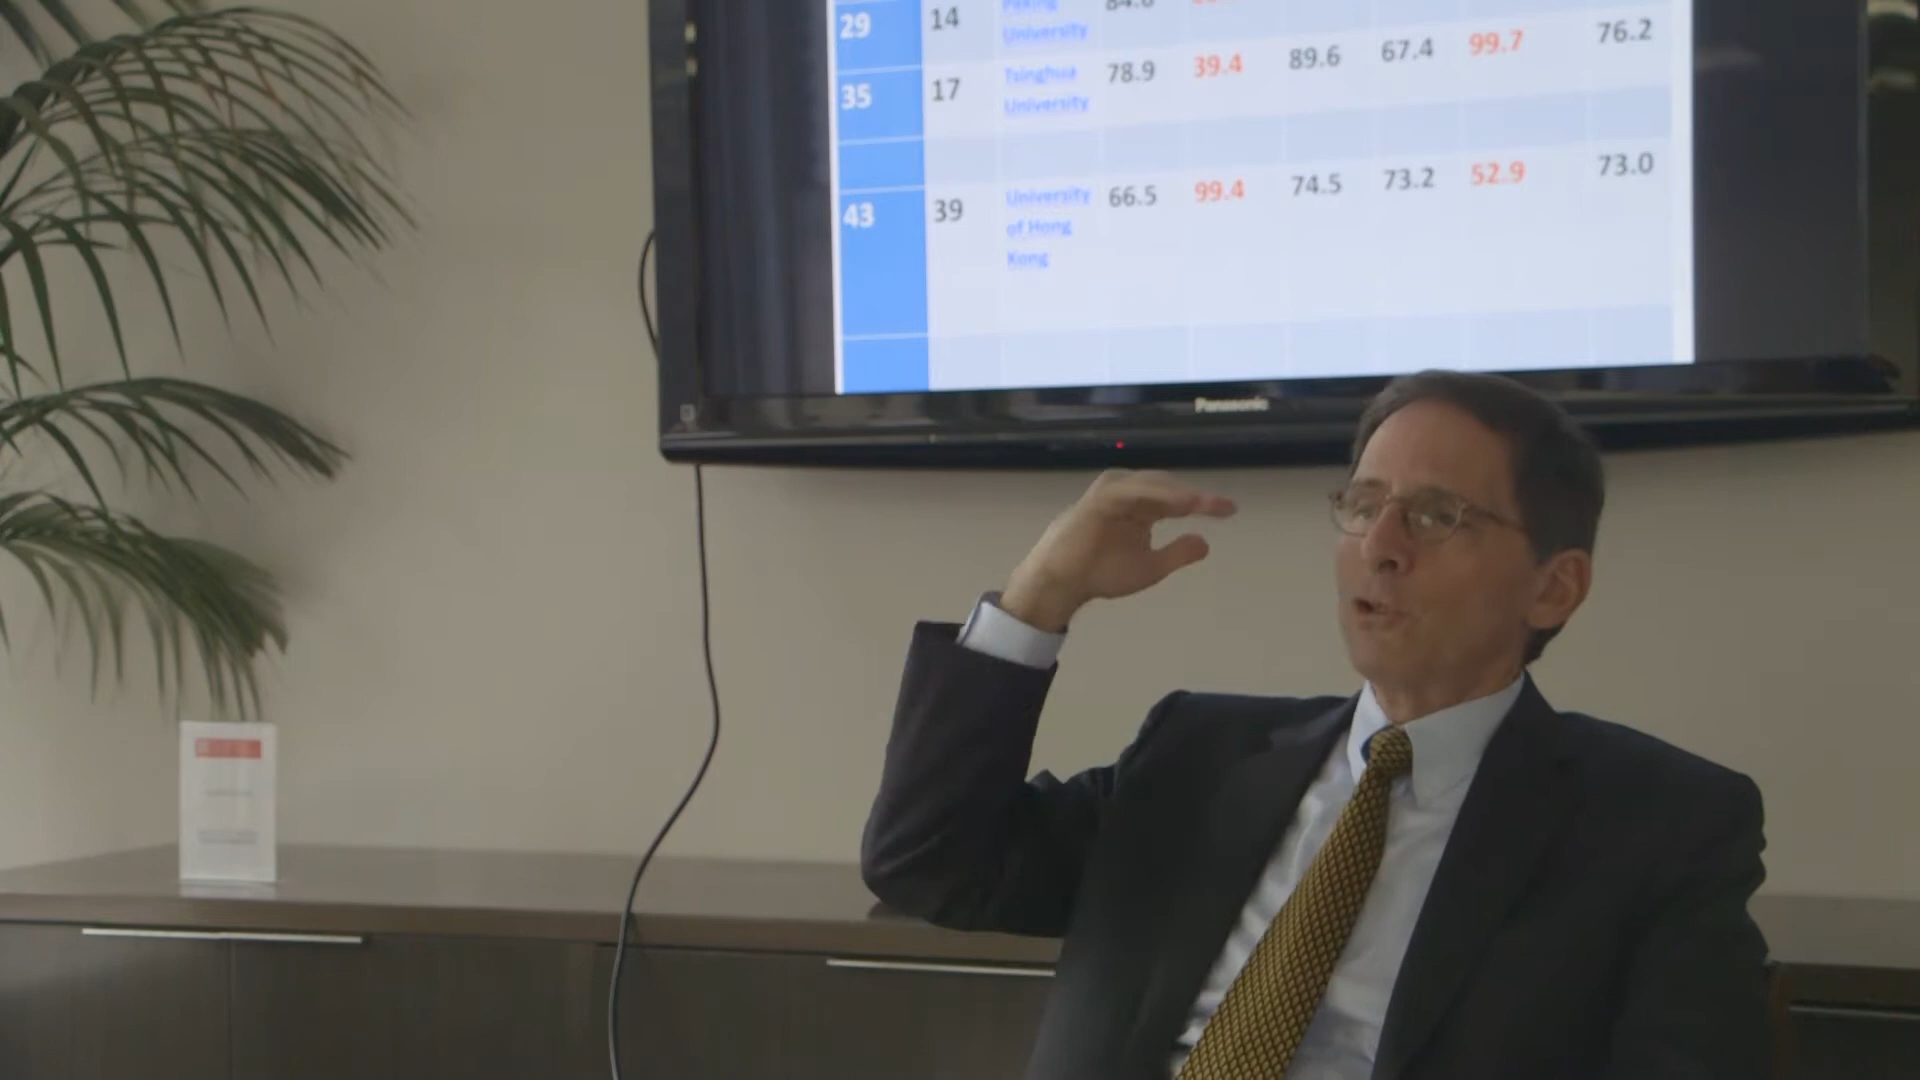 29 14 Peking 84.8
University
35 17 Tsinghua 78.9 39.4 89.6 67.4 99.7 76.2
University
43 39 University 66.5 99.4 74.5 73.2 52.9 73.0
of Hong
Kong
Panasonic